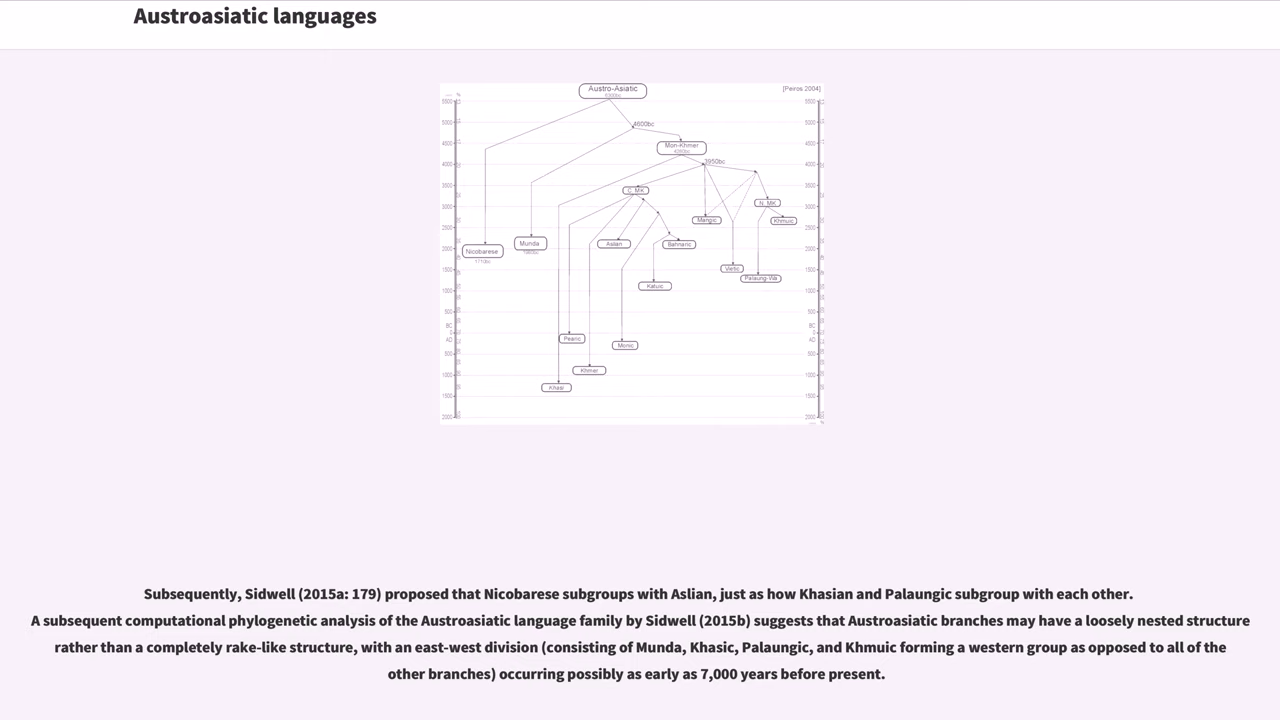 Austroasiatic languages
Austro-Asiatic
[Peiros 2004]
4600bc
Mon-Khmer
3950bc
C. MK
N. MK
Mangic
Khmuic
Nicobarese
Munda
Aslian
Bahnaric
Vietic
Palaung-Wa
Katuic
Pearic
Monic
Khmer
Khasi
Subsequently, Sidwell (2015a: 179) proposed that Nicobarese subgroups with Aslian, just as how Khasian and Palaungic subgroup with each other.
A subsequent computational phylogenetic analysis of the Austroasiatic language family by Sidwell (2015b) suggests that Austroasiatic branches may have a loosely nested structure
rather than a completely rake-like structure, with an east-west division (consisting of Munda, Khasic, Palaungic, and Khmuic forming a western group as opposed to all of the
other branches) occurring possibly as early as 7,000 years before present.